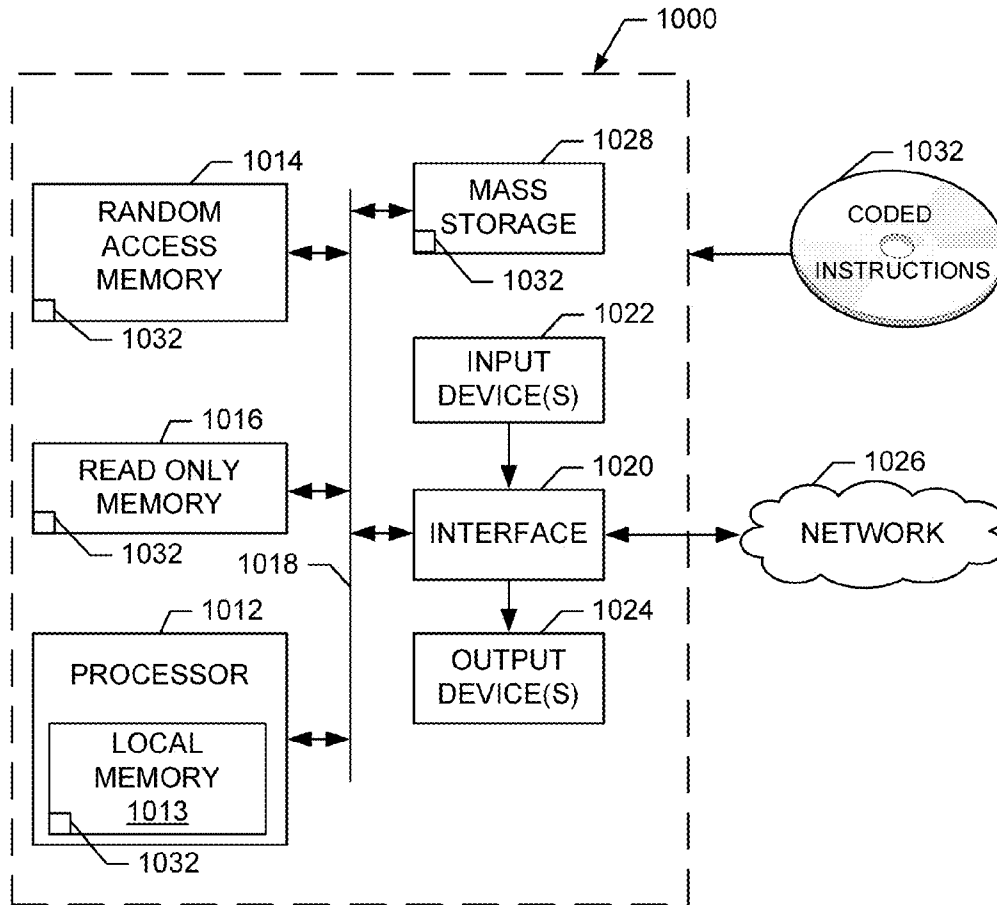 1000
1014
RANDOM
ACCESS
MEMORY
1032
1028
MASS
STORAGE
1032
1032
CODED
INSTRUCTIONS
1022
INPUT
DEVICE(S)
1016
READ ONLY
MEMORY
1032
1020
INTERFACE
1026
NETWORK
1018
1012
PROCESSOR
LOCAL
MEMORY
1013
1032
1024
OUTPUT
DEVICE(S)